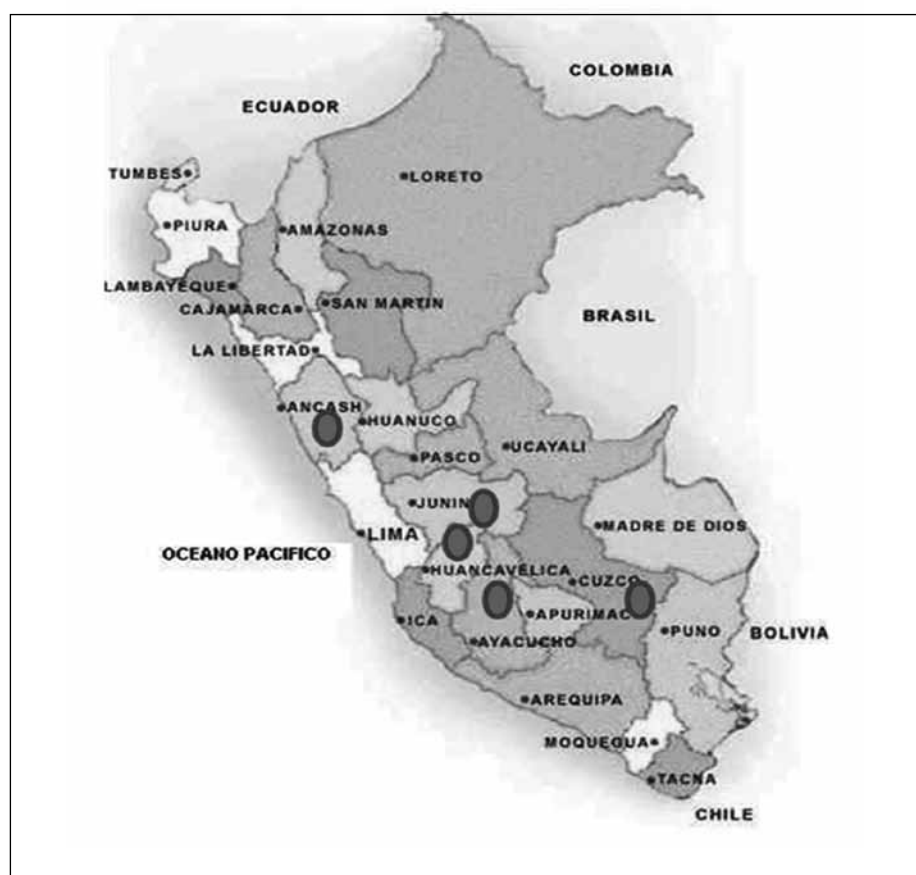 COLOMBIA
ECUADOR
TUMBES
LORETO
PIURA
AMAZONAS
LAMBAYEQUE
CAJAMARCA
SAN MARTIN
BRASIL
LA LIBERTAD
ANCASH
HUANUCO
UCAYALI
PASCO
JUNIN
MADRE DE DIOS
LIMA
OCEANO PACIFICO
HUANCAVELICA
CUZCO
APURIMAC
ICA
PUNO
BOLIVIA
AYACUCHO
AREQUIPA
MOQUEGUA
TACNA
CHILE